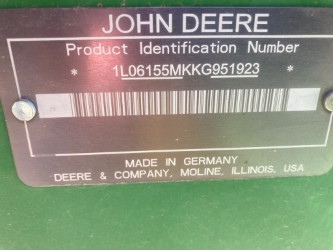 JOHN DEERE
Product Identification Number
* 1L06155MKKG951923 *
MADE IN GERMANY
DEERE & COMPANY, MOLINE, ILLINOIS, USA